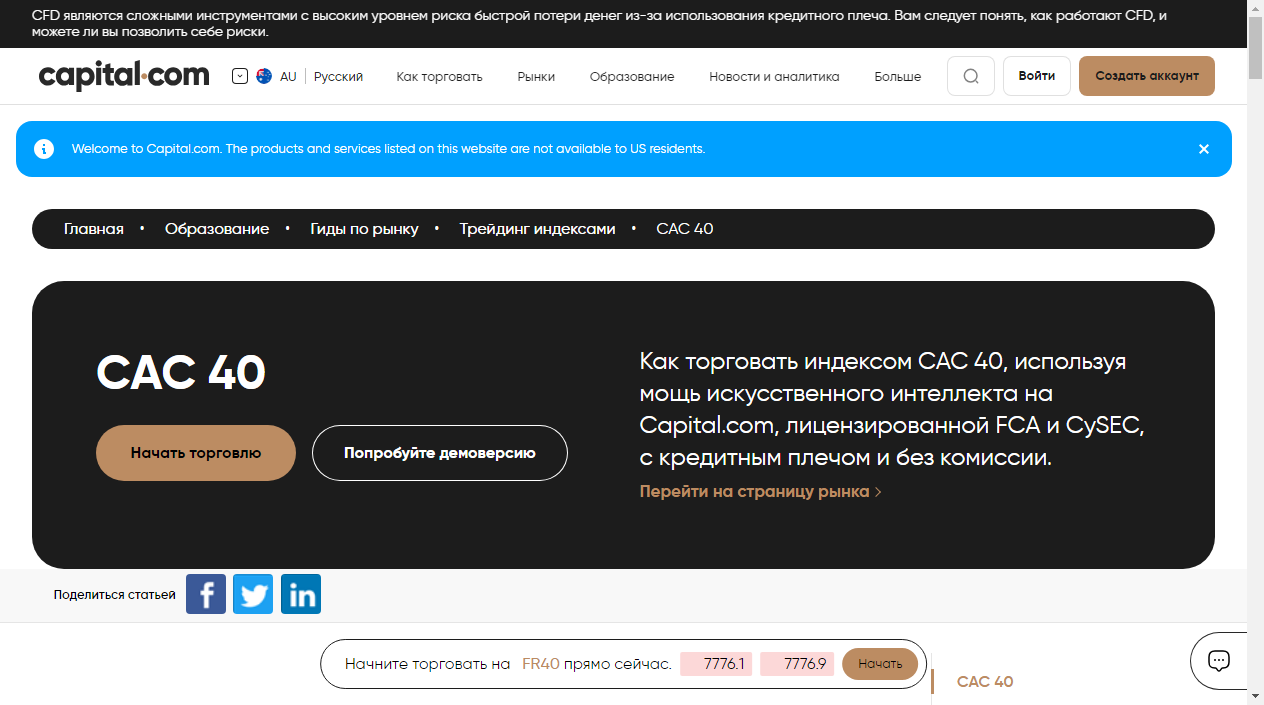 CFD являются сложными инструментами с высоким уровнем риска быстрой потери денег из-за использования кредитного плеча. Вам следует понять, как работают CFD, и
можете ли вы позволить себе риски.
capital.com AU Русский Как торговать Рынки Образование Новости и аналитика Больше Войти Создать аккаунт
Welcome to Capital.com. The products and services listed on this website are not available to US residents.
Главная • Образование • Гиды по рынку • Трейдинг индексами • CAC 40
CAC 40
Начать торговлю Попробуйте демоверсию
Как торговать индексом CAC 40, используя
мощь искусственного интеллекта на
Capital.com, лицензированной FCA и CySEC,
с кредитным плечом и без комиссии.
Перейти на страницу рынка
Поделиться статьей
Начните торговать на FR40 прямо сейчас. 7776.1 7776.9 Начать
CAC 40